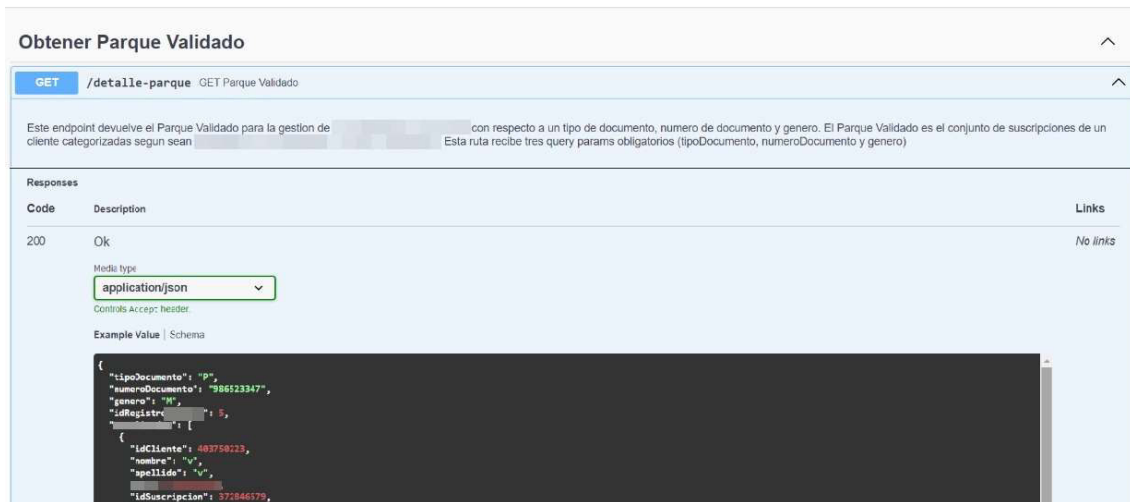 Obtener Parque Validado
GET /detalle-parque GET Parque Validado
Este endpoint devuelve el Parque Validado para la gestion de con respecto a un tipo de documento, numero de documento y genero. El Parque Validado es el conjunto de suscripciones de un
cliente categorizadas segun sean Esta ruta recibe tres query params obligatorios (tipoDocumento, numeroDocumento y genero)
Responses
Code Description Links
200 Ok No links
Media type
application/json
Controls Accept header.
Example Value | Schema
{
"tipoDocumento": "P",
"numeroDocumento": "986523347",
"genero": "M",
"idRegistro ": 5,
" ": [
{
"idCliente": 403750223,
"nombre": "v",
"apellido": "v",
"idSuscripcion": 372846579,